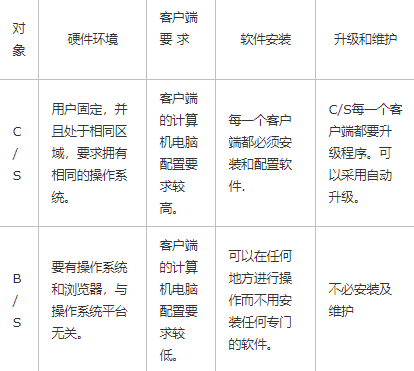 对象
硬件环境
客户端
要 求
软件安装
升级和维护
C
/
S
用户固定，并
且处于相同区
域，要求拥有
相同的操作系
统。
客户端
的计算
机电脑
配置要
求较
高。
每一个客户
端都必须安
装和配置软
件.
C/S每一个客
户端都要升
级程序。可
以采用自动
升级。
B
/
S
要有操作系统
和浏览器，与
操作系统平台
无关。
客户端
的计算
机电脑
配置要
求较
低。
可以在任何
地方进行操
作而不用安
装任何专门
的软件。
不必安装及
维护